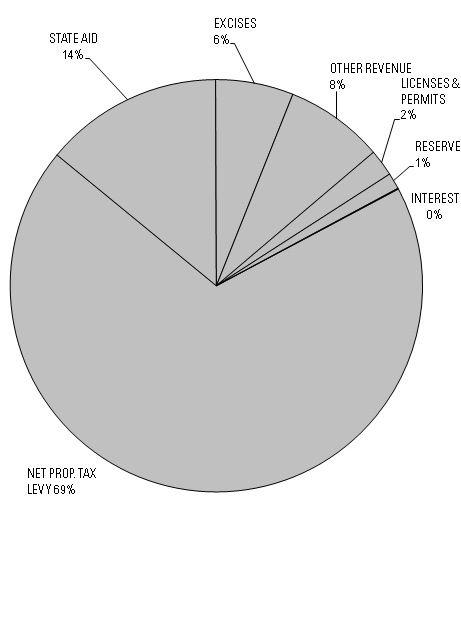 EXCISES
6%
STATE AID
14%
OTHER REVENUE
8%
LICENSES &
PERMITS
2%
RESERVE
1%
INTEREST
0%
NET PROP. TAX
LEVY 69%